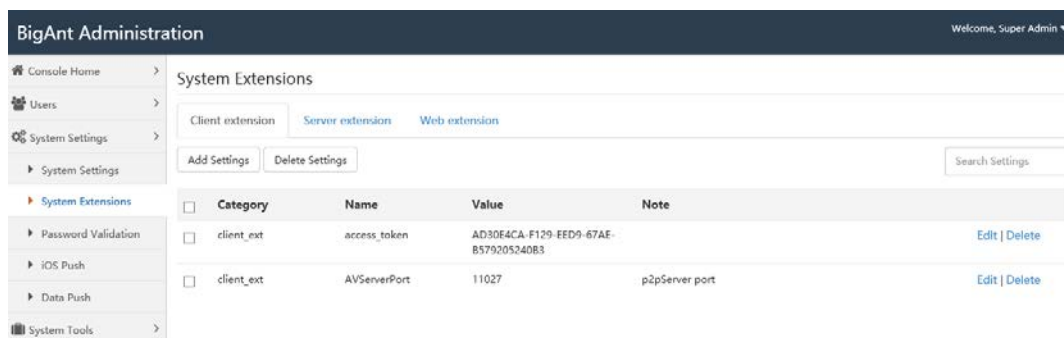 BigAnt Administration
Welcome, Super Admin
Console Home
Users
System Settings
System Settings
System Extensions
Password Validation
iOS Push
Data Push
System Tools
System Extensions
Client extension Server extension Web extension
Add Settings Delete Settings Search Settings
Category Name Value Note
client_ext access_token AD30E4CA-F129-EED9-67AE- Edit | Delete
B579205240B3
client_ext AVServerPort 11027 p2pServer port Edit | Delete